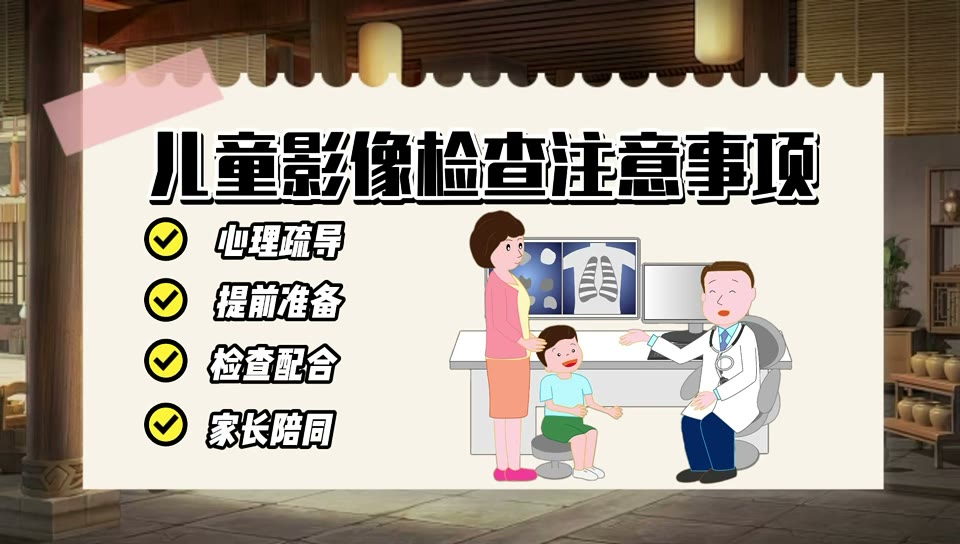 儿童影像检查注意事项
心理疏导
提前准备
检查配合
家长陪同